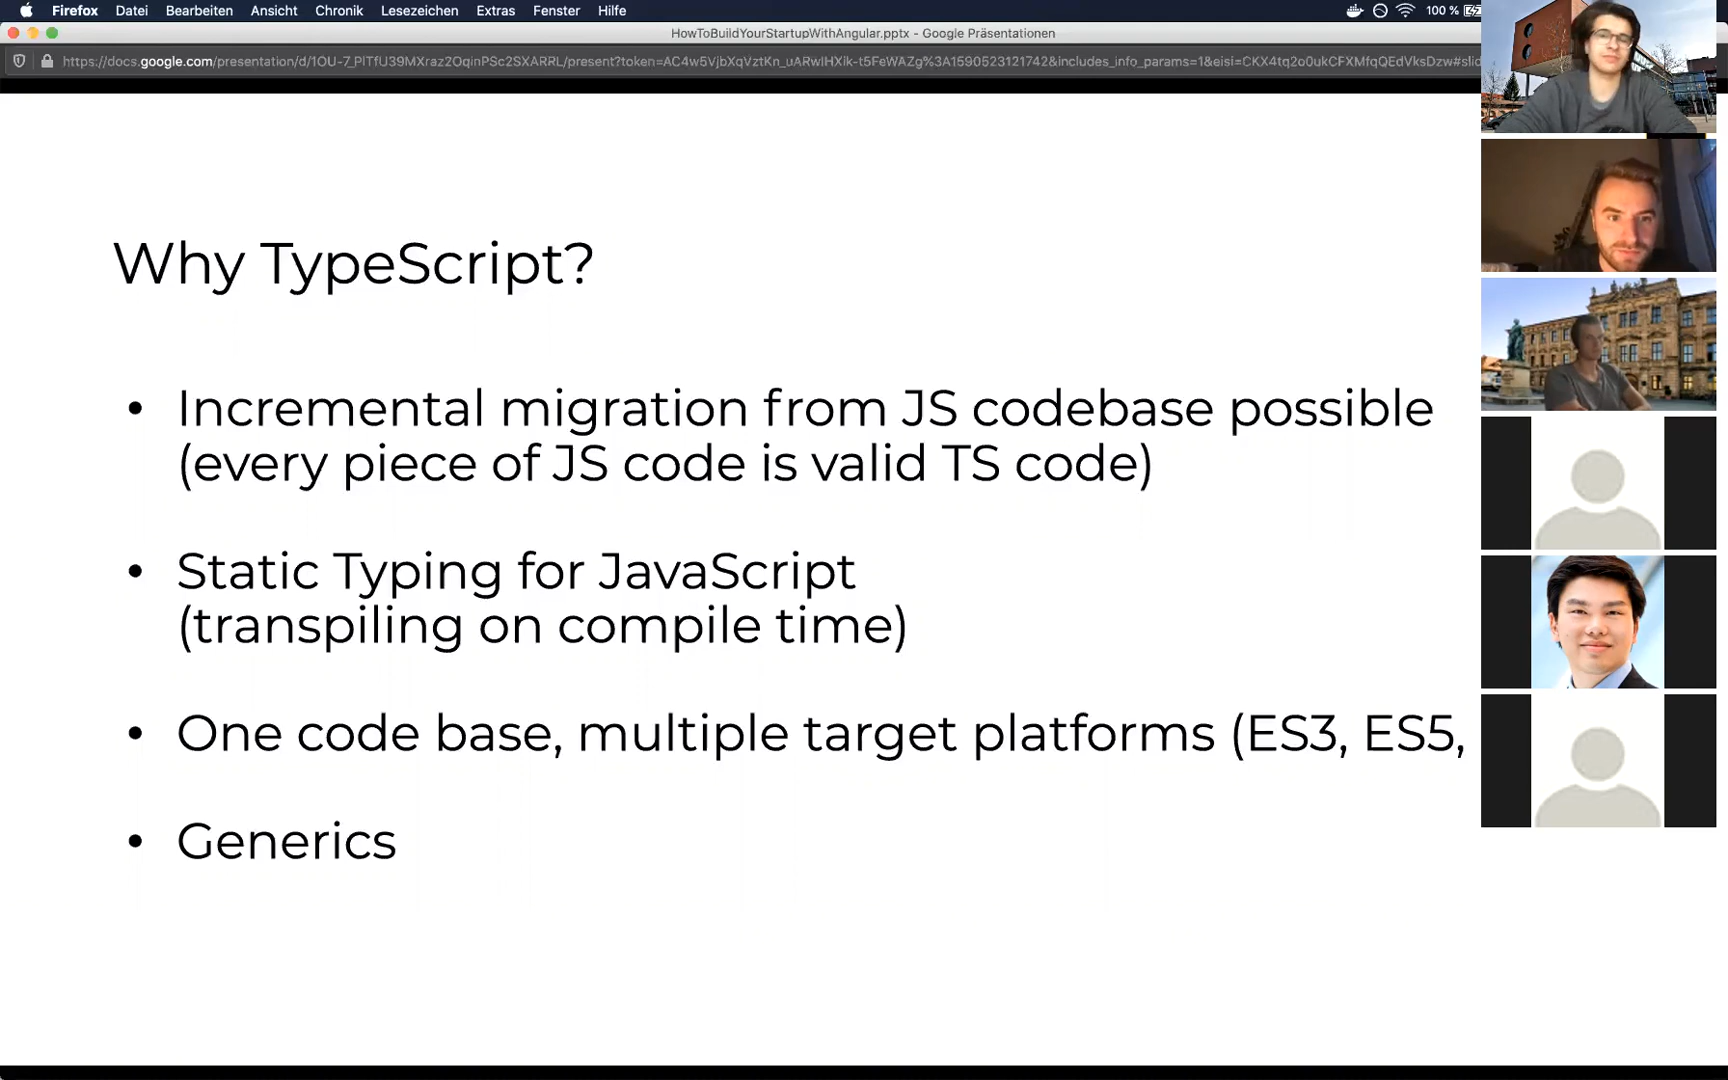 Firefox Datei Bearbeiten Ansicht Chronik Lesezeichen Extras Fenster Hilfe 100 %
HowToBuildYourStartupWithAngular.pptx - Google Präsentationen
Why TypeScript?
• Incremental migration from JS codebase possible
(every piece of JS code is valid TS code)
• Static Typing for JavaScript
(transpiling on compile time)
• One code base, multiple target platforms (ES3, ES5,
• Generics